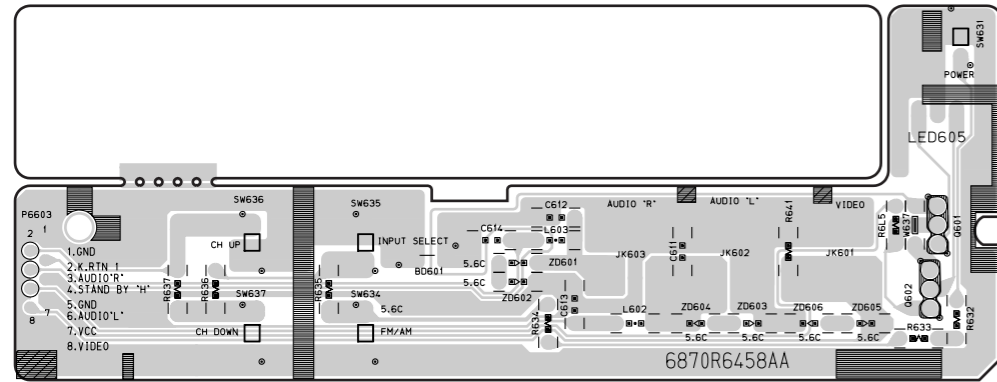 SW631
POWER
LED605
P6603
1
2
SW636
SW635
C612
AUDIO "R"
AUDIO "L"
R641
VIDEO
R6L5
W637
Q601
1.GND
2.K.RTN 1
3.AUDIO"R"
4.STAND BY "H"
5.GND
6.AUDIO"L"
7.VCC
8.VIDEO
7
8
CH UP
INPUT SELECT
C614
L603
BD601
5.6C
5.6C
ZD601
ZD602
JK603
C611
JK602
JK601
R637
R636
R635
SW637
SW634
5.6C
CH DOWN
FM/AM
R634
C613
L602
ZD604
ZD603
ZD606
ZD605
5.6C
5.6C
5.6C
5.6C
Q602
R633
R632
6870R6458AA